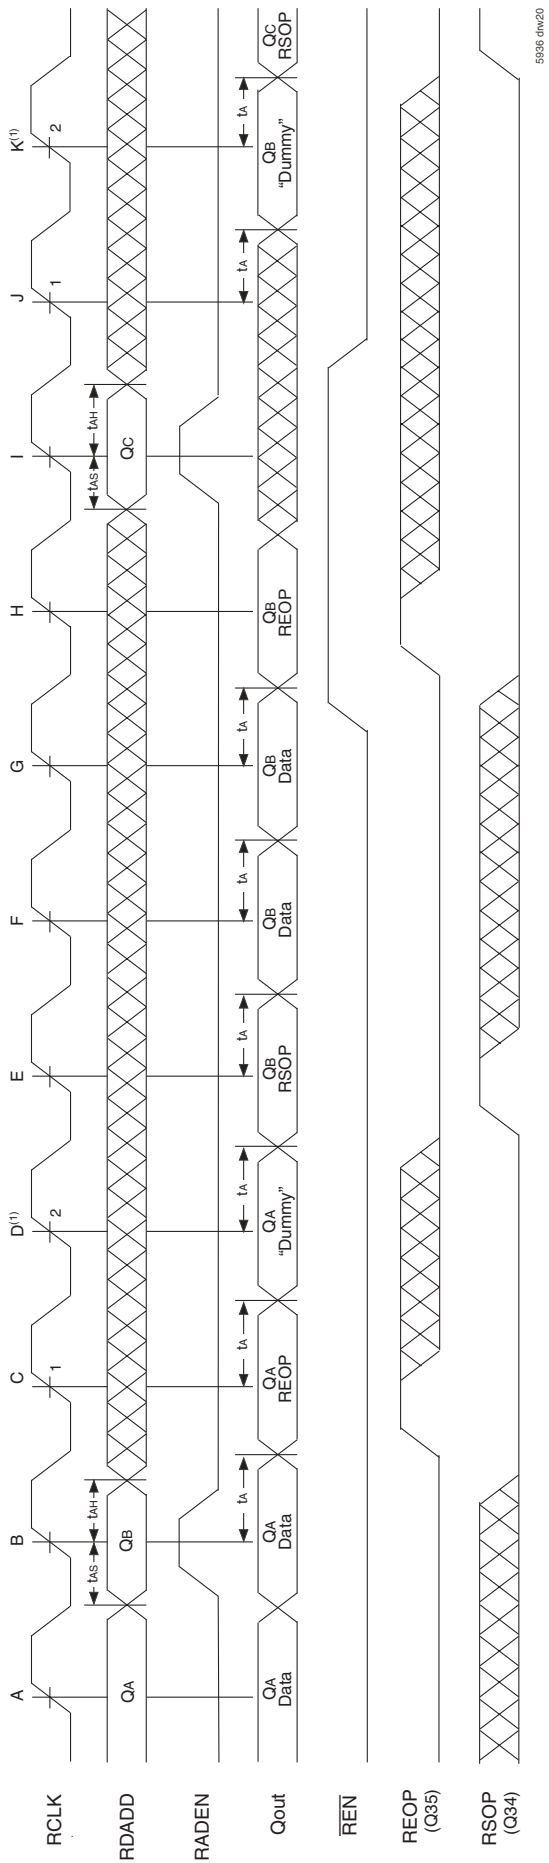 A B C D(1) E F G H I J K(1)
RCLK
1 2 1 2
tAS tAH tAS tAH
RDADD
QA QB QC
RADEN
tA tA tA tA tA tA tA tA
Qout
QA Data
QA Data
QA REOP
QA "Dummy"
QB RSOP
QB Data
QB Data
QB REOP
QB "Dummy"
QC RSOP
REN
REOP
(Q35)
RSOP
(Q34)
5936 drw20